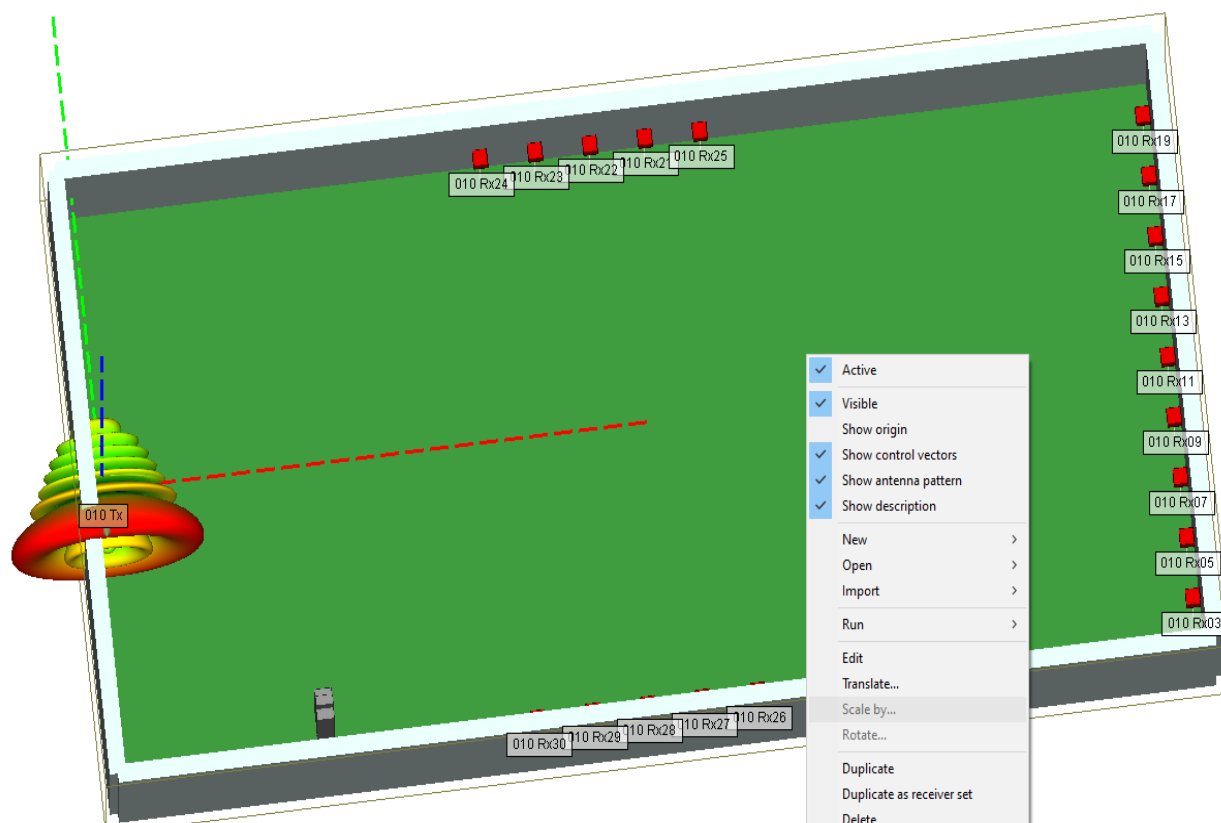 010 Rx24
010 Rx23
010 Rx22
010 Rx21
010 Rx25
010 Rx19
010 Rx17
010 Rx15
010 Rx13
010 Rx11
010 Rx09
010 Rx07
010 Rx05
010 Rx03
010 Tx
010 Rx30
010 Rx29
010 Rx28
010 Rx27
010 Rx26
Active
Visible
Show origin
Show control vectors
Show antenna pattern
Show description
New
Open
Import
Run
Edit
Translate...
Scale by...
Rotate...
Duplicate
Duplicate as receiver set
Delete